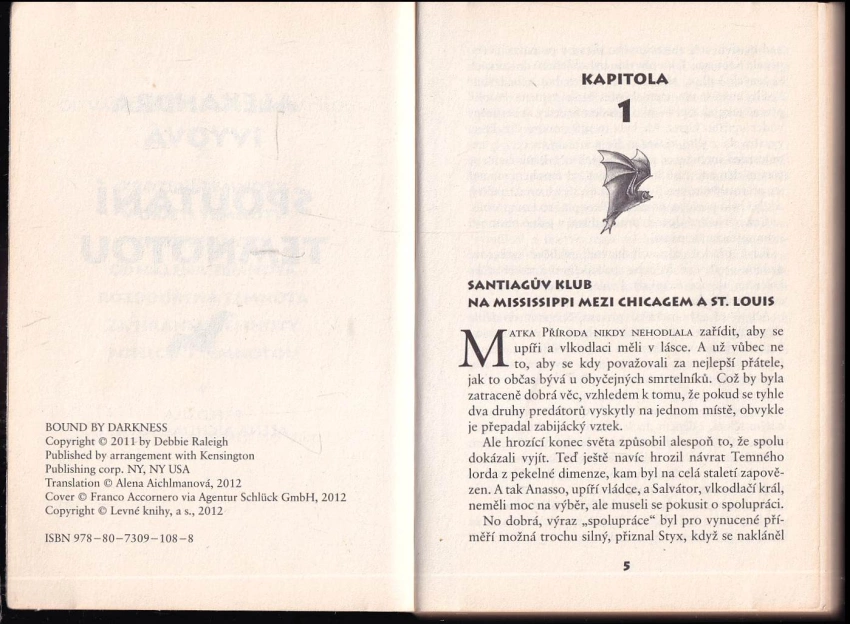 BOUND BY DARKNESS
Copyright © 2011 by Debbie Raleigh
Published by arrangement with Kensington
Publishing corp. NY, NY USA
Translation © Alena Aichlmanová, 2012
Cover © Franco Accornero via Agentur Schlück GmbH, 2012
Copyright © Levné knihy, a s., 2012
ISBN 978–80–7309–108–8
KAPITOLA
1
SANTIAGŮV KLUB
NA MISSISSIPPI MEZI CHICAGEM A ST. LOUIS
MATKA PŘÍRODA NIKDY NEHODLALA zařídit, aby se
upíři a vlkodlaci měli v lásce. A už vůbec ne
to, aby se kdy považovali za nejlepší přátele,
jak to občas bývá u obyčejných smrtelníků. Což by byla
zatraceně dobrá věc, vzhledem k tomu, že pokud se tyhle
dva druhy predátorů vyskytly na jednom místě, obvykle
je přepadal zabijácký vztek.
Ale hrozící konec světa způsobil alespoň to, že spolu
dokázali vyjít. Teď ještě navíc hrozil návrat Temného
lorda z pekelné dimenze, kam byl na celá staletí zapově-
zen. A tak Anasso, upíří vládce, a Salvátor, vlkodlačí král,
neměli moc na výběr, ale museli se pokusit o spolupráci.
No dobrá, výraz „spolupráce“ byl pro vynucené pří-
měří možná trochu silný, přiznal Styx, když se nakláněl
5
ALEXANDRA
IVYOVÁ
SPOUTANÍ
TEMNOTOU